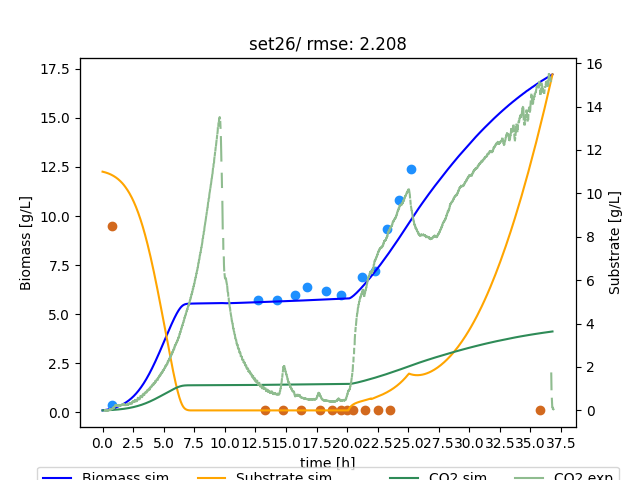 set26/ rmse: 2.208
17.5
15.0
12.5
10.0
7.5
5.0
2.5
0.0
Biomass [g/L]
16
14
12
10
8
6
4
2
0
Substrate [g/L]
0.0 2.5 5.0 7.5 10.0 12.5 15.0 17.5 20.0 22.5 25.0 27.5 30.0 32.5 35.0 37.5
time [h]
Biomass sim Substrate sim CO2 sim CO2 exp